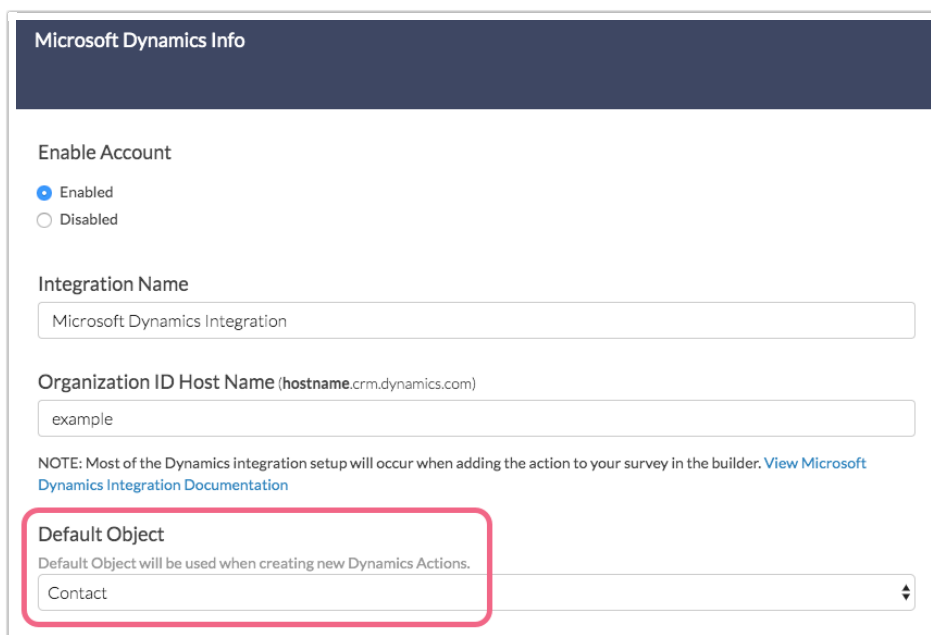 Microsoft Dynamics Info
Enable Account
Enabled
Disabled
Integration Name
Microsoft Dynamics Integration
Organization ID Host Name (hostname.crm.dynamics.com)
example
NOTE: Most of the Dynamics integration setup will occur when adding the action to your survey in the builder. View Microsoft
Dynamics Integration Documentation
Default Object
Default Object will be used when creating new Dynamics Actions.
Contact